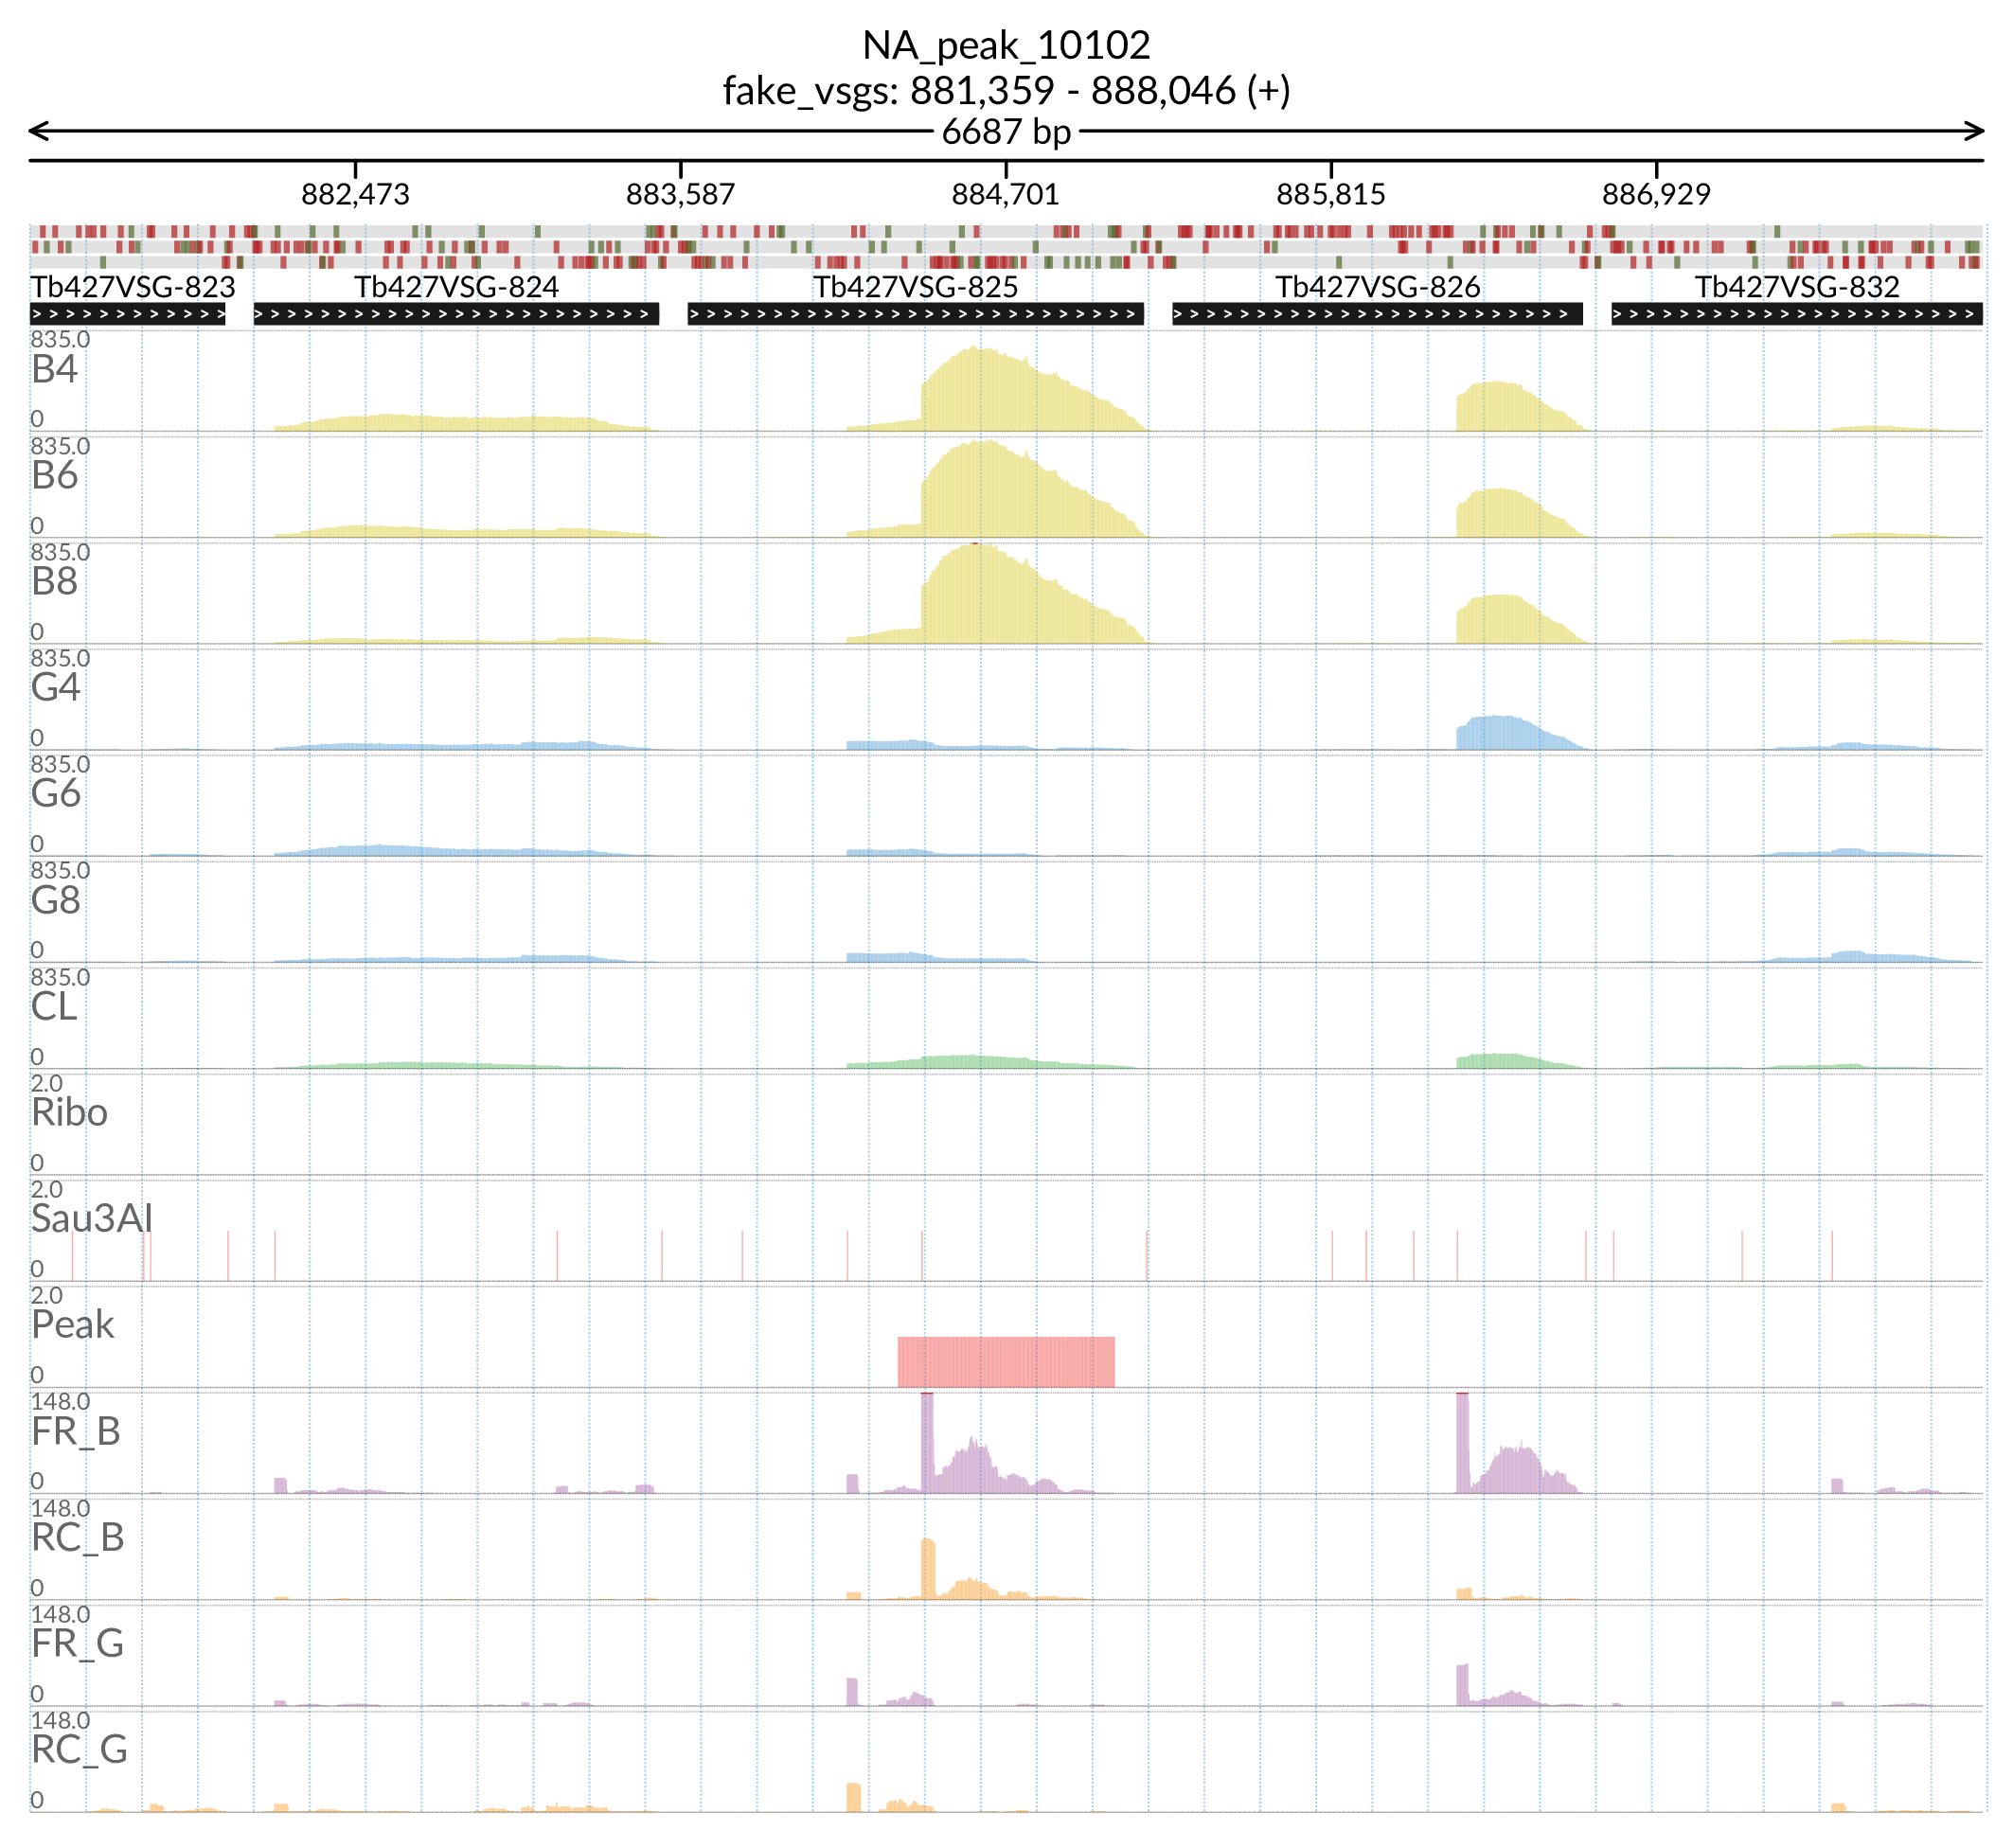 NA_peak_10102
fake_vsgs: 881,359 - 888,046 (+)
6687 bp
882,473 883,587 884,701 885,815 886,929
Tb427VSG-823 Tb427VSG-824 Tb427VSG-825 Tb427VSG-826 Tb427VSG-832
835.0
B4
0
835.0
B6
0
835.0
B8
0
835.0
G4
0
835.0
G6
0
835.0
G8
0
835.0
CL
0
2.0
Ribo
0
2.0
Sau3AI
0
2.0
Peak
0
148.0
FR_B
0
148.0
RC_B
0
148.0
FR_G
0
148.0
RC_G
0